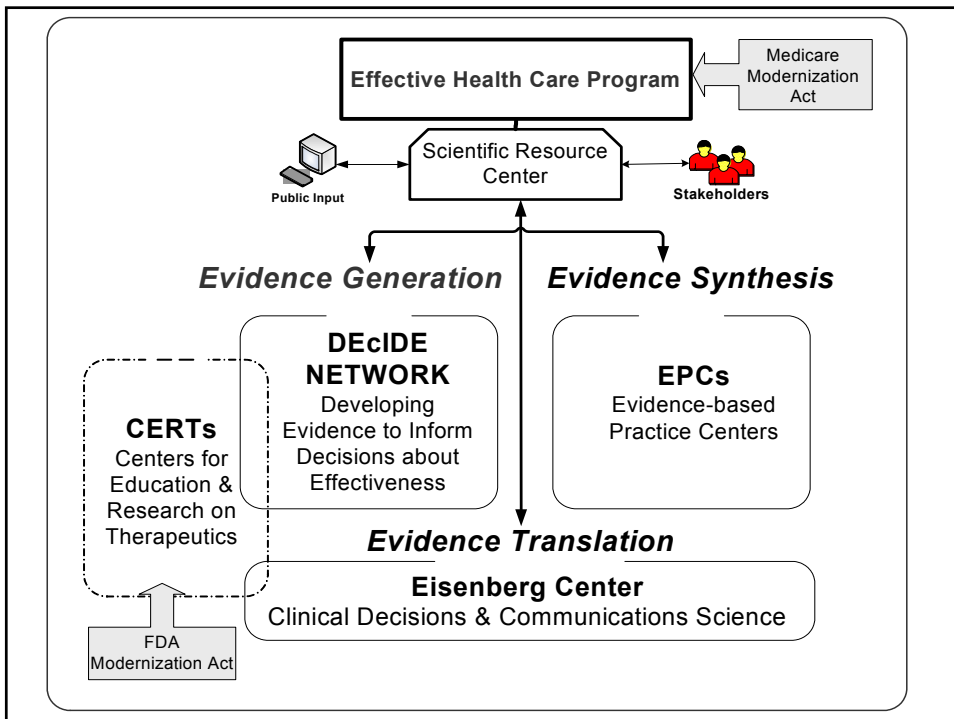 Effective Health Care Program
Medicare
Modernization
Act
Scientific Resource
Center
Public Input
Stakeholders
Evidence Generation
Evidence Synthesis
DEcIDE
NETWORK
Developing
Evidence to Inform
Decisions about
Effectiveness
EPCs
Evidence-based
Practice Centers
CERTs
Centers for
Education &
Research on
Therapeutics
Evidence Translation
Eisenberg Center
Clinical Decisions & Communications Science
FDA
Modernization Act